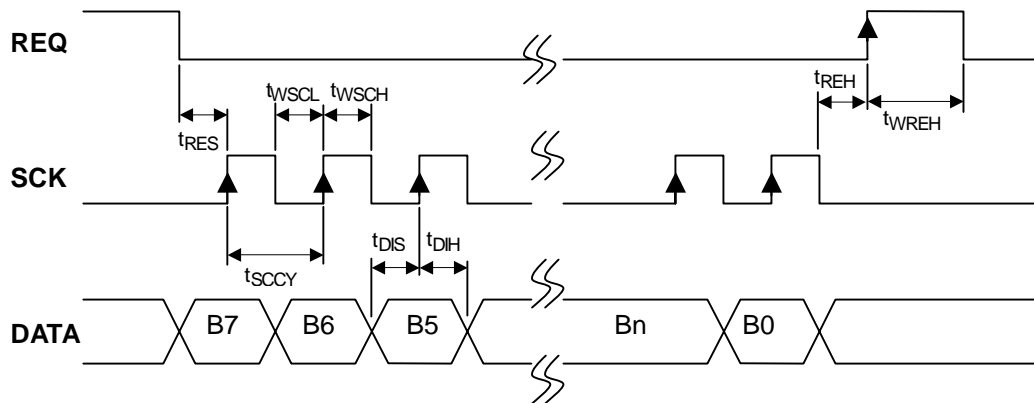 REQ
tREH
tWSCL tWSCH
tWREH
tRES
SCK
tDIS tDIH
tSCCY
B7 B6 B5 Bn B0
DATA